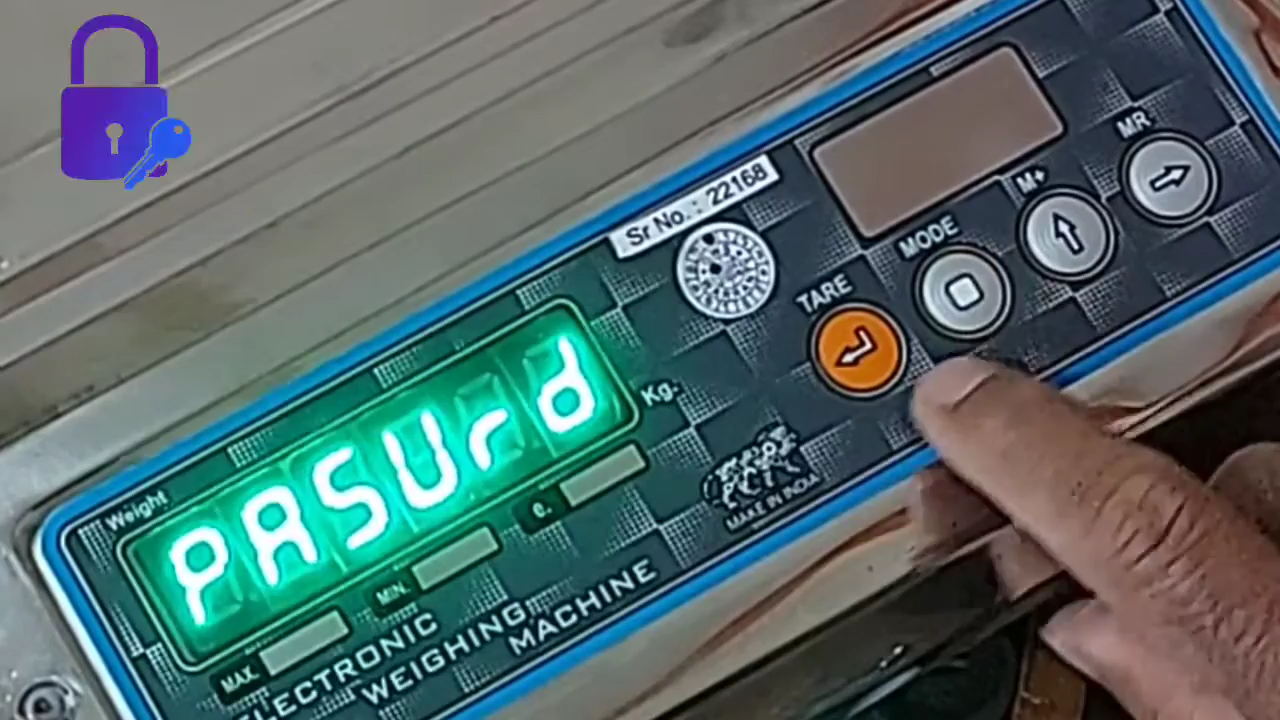 Sr No. : 22168
MR
M+
MODE
TARE
Weight
PASUrd
Kg.
e.
MIN.
MAX.
MAKE IN INDIA
ELECTRONIC
WEIGHING
MACHINE